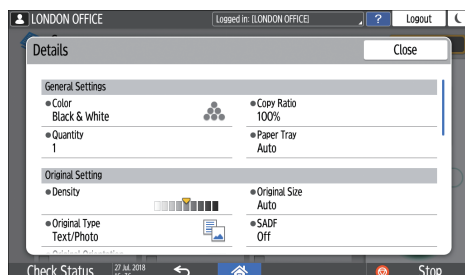 LONDON OFFICE
Logged in: [LONDON OFFICE]
?
Logout
Details
Close
General Settings
●Color
Black & White
●Copy Ratio
100%
●Quantity
1
●Paper Tray
Auto
Original Setting
●Density
●Original Size
Auto
●Original Type
Text/Photo
●SADF
Off
Original Orientation
Check Status
27 Jul. 2018
Stop